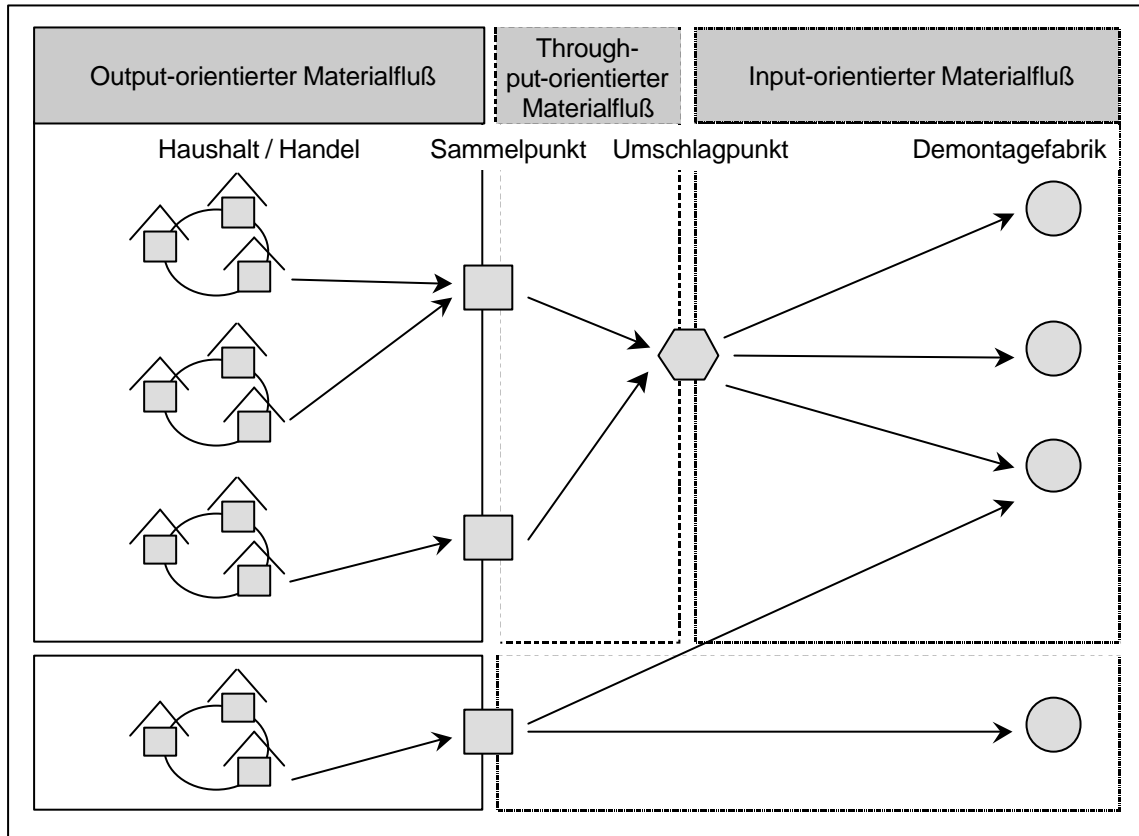 Output-orientierter Materialfluß
Through-
put-orientierter
Materialfluß
Input-orientierter Materialfluß
Haushalt / Handel
Sammelpunkt
Umschlagpunkt
Demontagefabrik